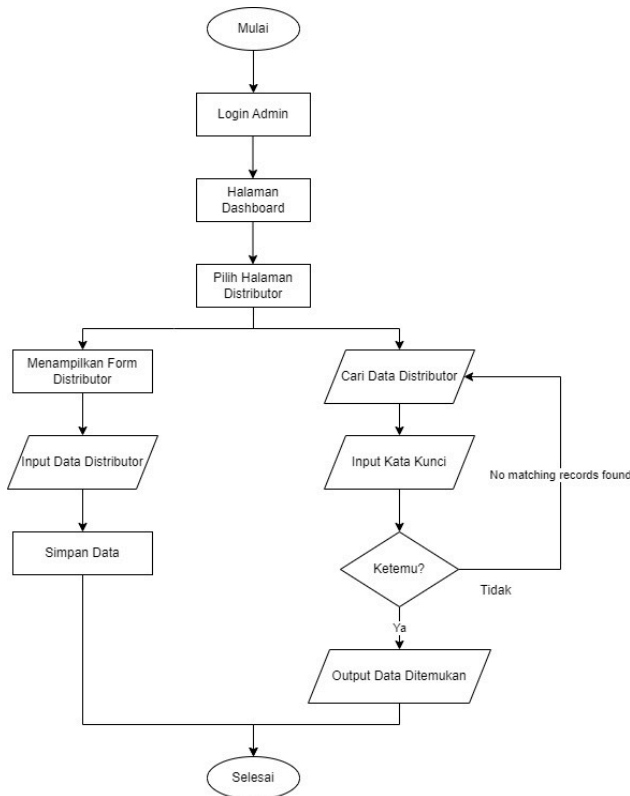 Mulai
Login Admin
Halaman
Dashboard
Pilih Halaman
Distributor
Menampilkan Form
Distributor
Cari Data Distributor
Input Data Distributor
Input Kata Kunci
No matching records found
Simpan Data
Ketemu?
Tidak
Ya
Output Data Ditemukan
Selesai